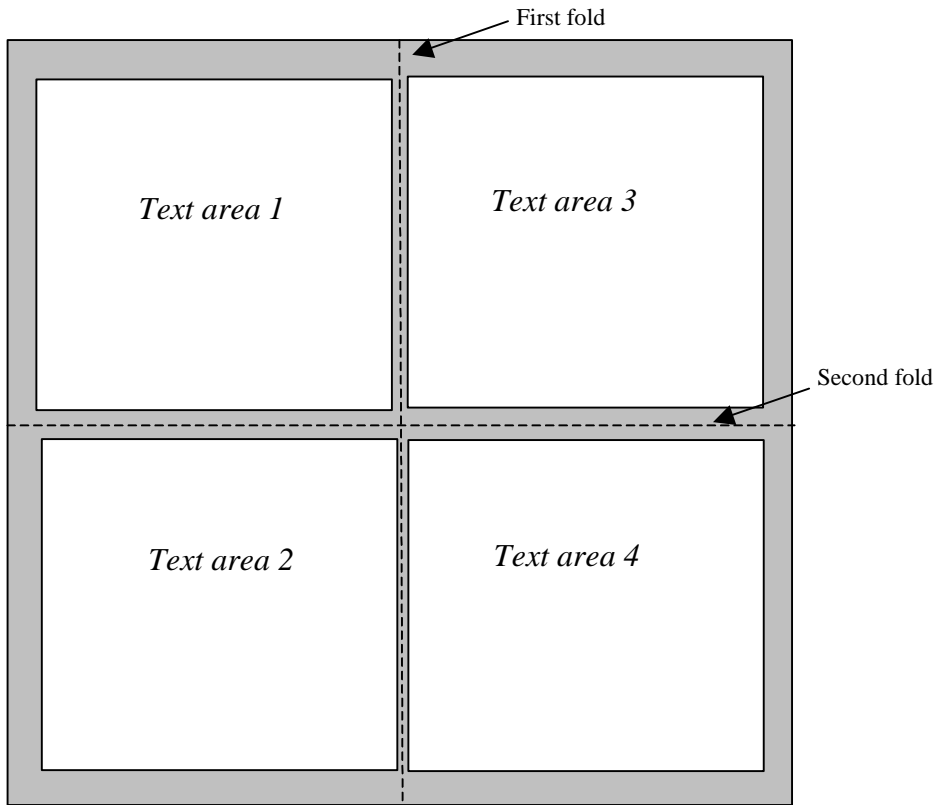 First fold
Text area 1
Text area 3
Second fold
Text area 2
Text area 4